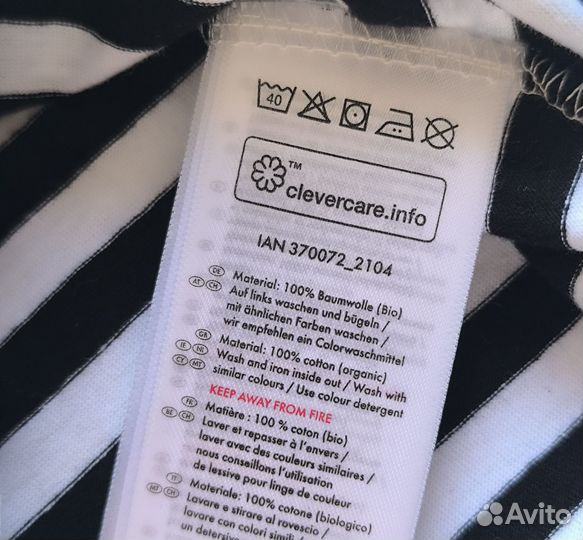 40
TM
clevercare.info
IAN 370072_2104
DE Material: 100% Baumwolle (Bio)
AT CH Auf links waschen und bügeln /
mit ähnlichen Farben waschen /
wir empfehlen ein Colorwaschmittel
GB Material: 100% cotton (organic)
IE NI Wash and iron inside out / Wash with
CY MT similar colours / Use colour detergent
KEEP AWAY FROM FIRE
FR Matière : 100 % coton (bio)
BE CH Laver et repasser à l'envers /
laver avec des couleurs similaires /
nous conseillons l'utilisation
de lessive pour linge de couleur
IT Materiale: 100% cotone (biologico)
MT CH Lavare e stirare al rovescio /
lavare con colori simili /
un detersivo
Avito